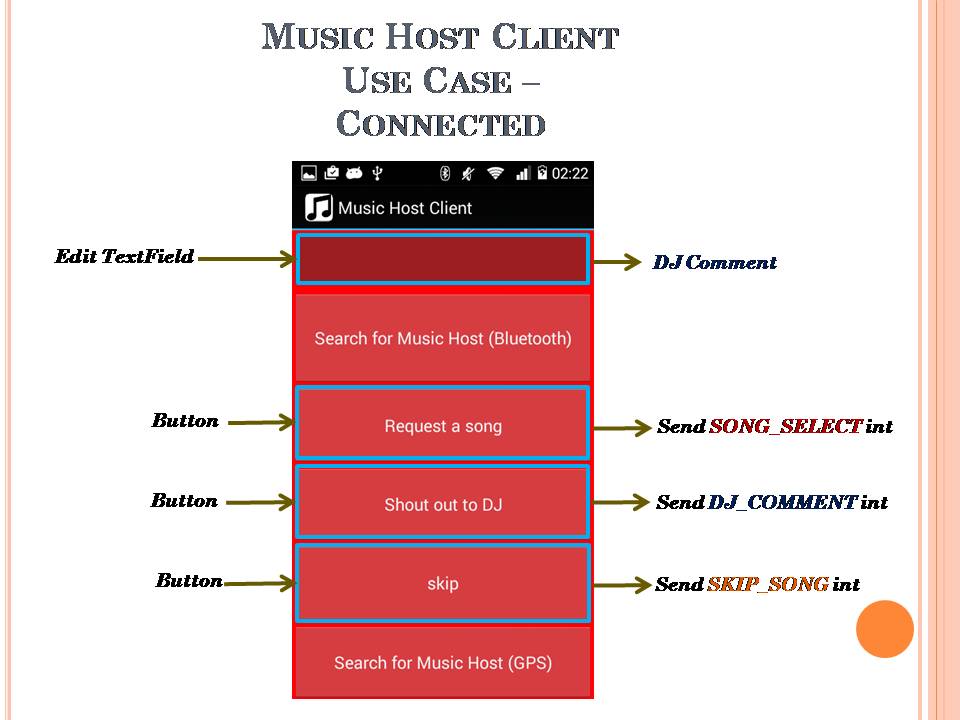 MUSIC HOST CLIENT
USE CASE –
CONNECTED
02:22
Music Host Client
Edit TextField
DJ Comment
Search for Music Host (Bluetooth)
Button
Request a song
Send SONG_SELECT int
Button
Shout out to DJ
Send DJ_COMMENT int
Button
skip
Send SKIP_SONG int
Search for Music Host (GPS)